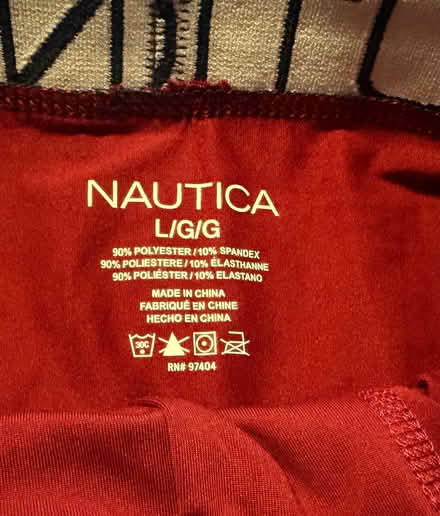 NAUTICA
L/G/G
90% POLYESTER / 10% SPANDEX
90% POLIESTERE / 10% ÉLASTHANNE
90% POLIÉSTER / 10% ELASTANO
MADE IN CHINA
FABRIQUÉ EN CHINE
HECHO EN CHINA
30C
RN# 97404